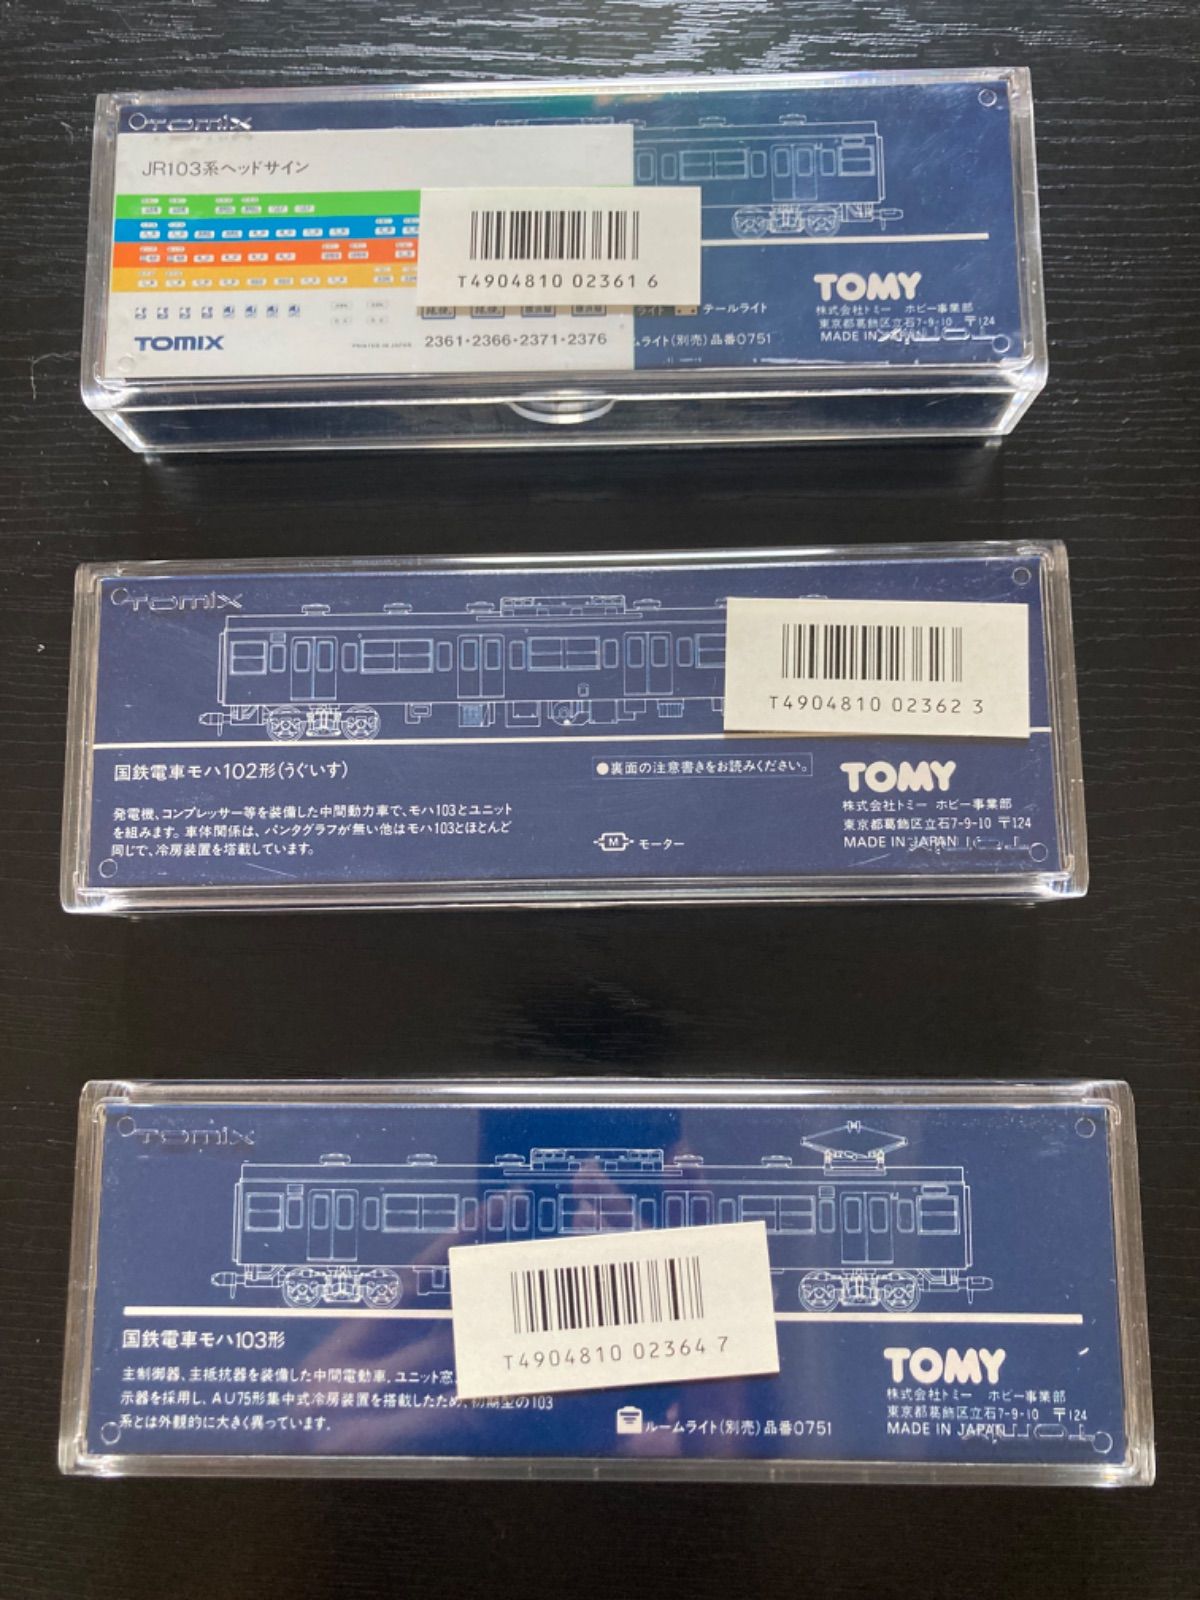 TOMIX
JR103系ヘッドサイン
T4904810 02361 6
TOMY
株式会社トミー ホビー事業部
東京都葛飾区立石7-9-10 〒124
MADE IN JAPAN
ライト テールライト
ムライト(別売)品番0751
TOMIX
PRINTED IN JAPAN
2361・2366・2371・2376
TOMIX
T4904810 02362 3
国鉄電車モハ102形(うぐいす)
●裏面の注意書きをお読みください。
発電機、コンプレッサー等を装備した中間動力車で、モハ103とユニット
を組みます。車体関係は、パンタグラフが無い他はモハ103とほとんど
同じで、冷房装置を搭載しています。
M モーター
TOMY
株式会社トミー ホビー事業部
東京都葛飾区立石7-9-10 〒124
MADE IN JAPAN
TOMIX
T4904810 02364 7
国鉄電車モハ103形
主制御器、主抵抗器を装備した中間電動車。ユニット窓、
示器を採用し、AU75形集中式冷房装置を搭載したため、初期型の103
系とは外観的に大きく異っています。
ルームライト(別売)品番0751
TOMY
株式会社トミー ホビー事業部
東京都葛飾区立石7-9-10 〒124
MADE IN JAPAN